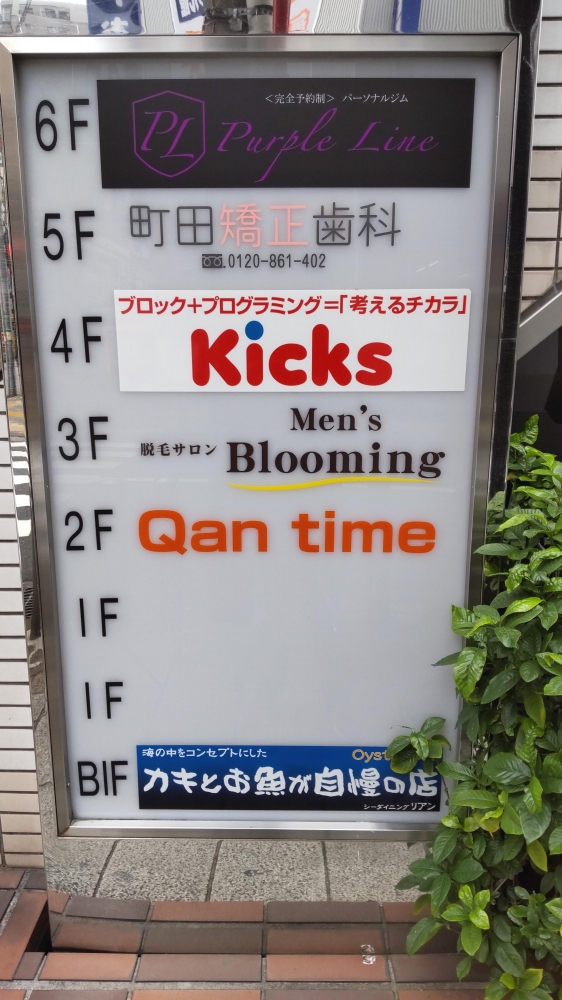 6F
PL
<完全予約制> パーソナルジム
Purple Line
5F
町田矯正歯科
0120-861-402
4F
ブロック+プログラミング=「考えるチカラ」
Kicks
3F
Men's
脱毛サロン Blooming
2F
Qan time
1F
1F
B1F
海の中をコンセプトにした
カキとお魚が自慢の店
シーダイニング リアン